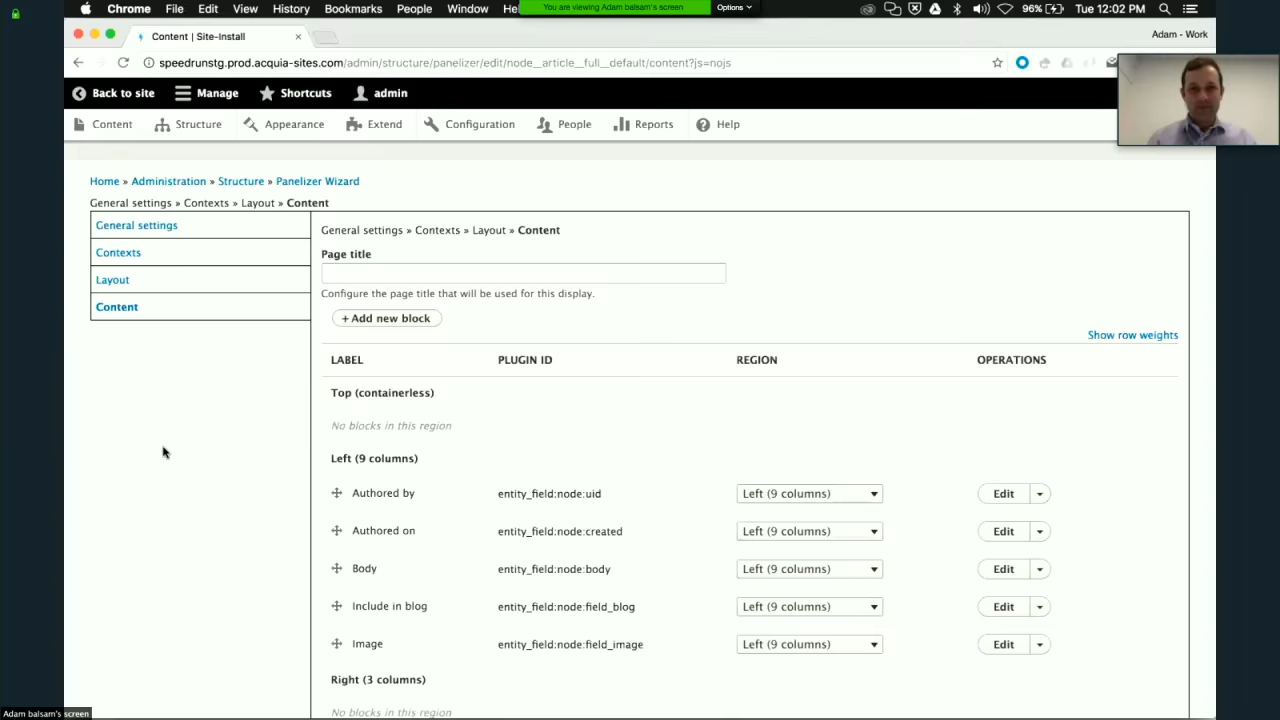 Chrome File Edit View History Bookmarks People Window He
You are viewing Adam balsam's screen Options
96% Tue 12:02 PM
Content | Site-Install
Adam - Work
speedrunstg.prod.acquia-sites.com/admin/structure/panelizer/edit/node__article__full__default/content?js=nojs
Back to site Manage Shortcuts admin
Content Structure Appearance Extend Configuration People Reports Help
Home » Administration » Structure » Panelizer Wizard
General settings » Contexts » Layout » Content
General settings
Contexts
Layout
Content
General settings » Contexts » Layout » Content
Page title
Configure the page title that will be used for this display.
+ Add new block
Show row weights
LABEL PLUGIN ID REGION OPERATIONS
Top (containerless)
No blocks in this region
Left (9 columns)
Authored by entity_field:node:uid Left (9 columns) Edit
Authored on entity_field:node:created Left (9 columns) Edit
Body entity_field:node:body Left (9 columns) Edit
Include in blog entity_field:node:field_blog Left (9 columns) Edit
Image entity_field:node:field_image Left (9 columns) Edit
Right (3 columns)
No blocks in this region
Adam balsam's screen